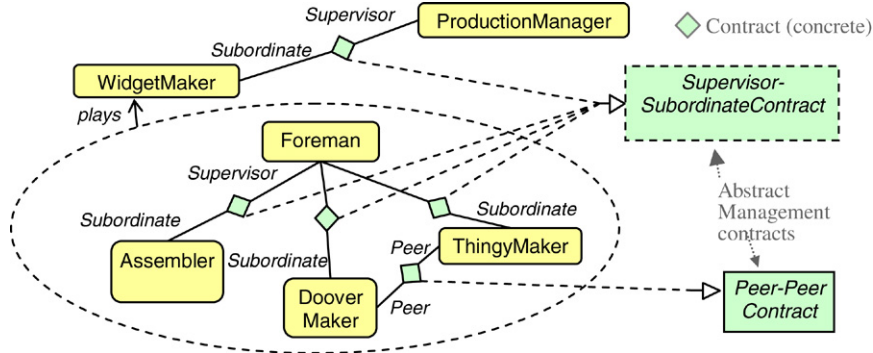 Supervisor
ProductionManager
Contract (concrete)
Subordinate
WidgetMaker
Supervisor-
SubordinateContract
plays
Foreman
Supervisor
Abstract
Management
contracts
Subordinate
Subordinate
Assembler
Subordinate
Peer
ThingyMaker
Doover
Maker
Peer
Peer-Peer
Contract